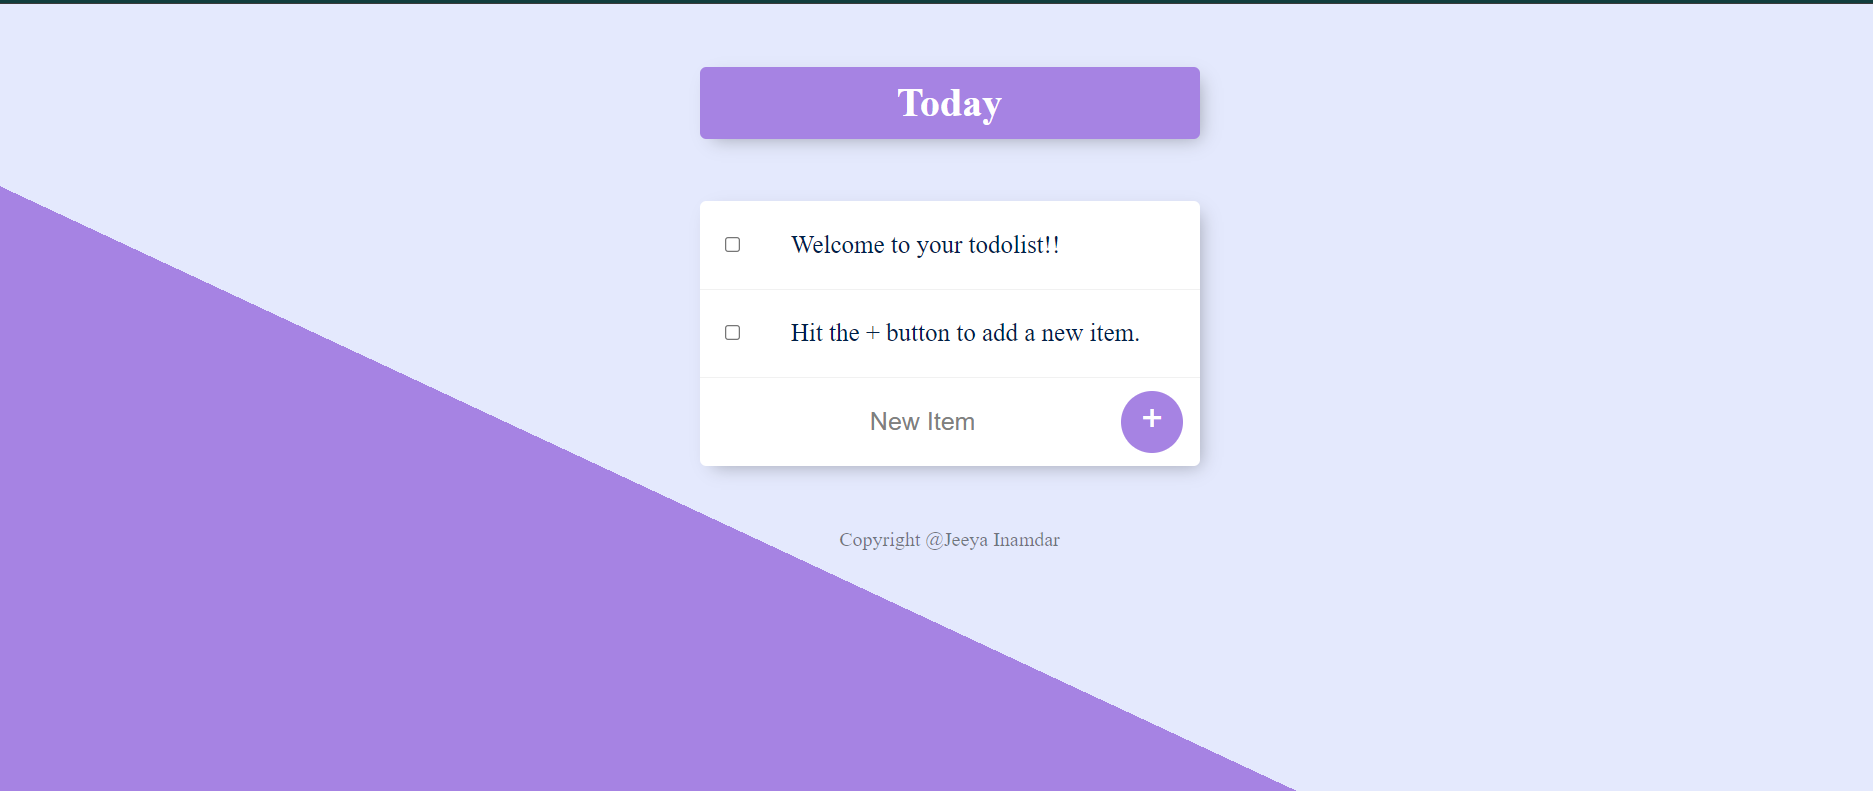 Today
Welcome to your todolist!!
Hit the + button to add a new item.
New Item
+
Copyright @Jeeya Inamdar